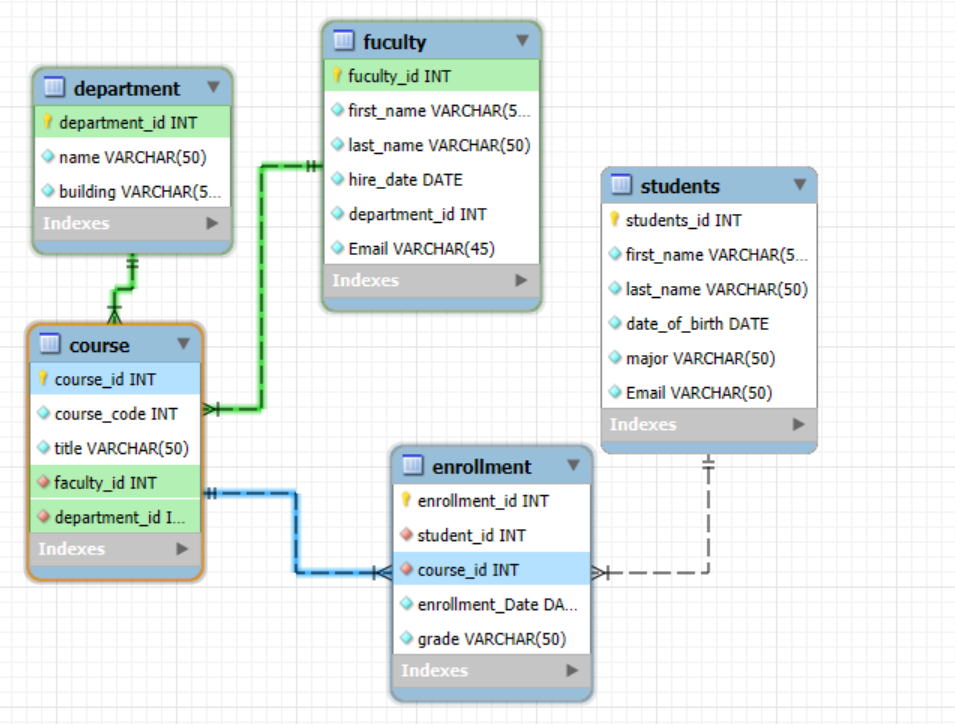 department
department_id INT
name VARCHAR(50)
building VARCHAR(5...
Indexes
fuculty
fuculty_id INT
first_name VARCHAR(5...
last_name VARCHAR(50)
hire_date DATE
department_id INT
Email VARCHAR(45)
Indexes
students
students_id INT
first_name VARCHAR(5...
last_name VARCHAR(50)
date_of_birth DATE
major VARCHAR(50)
Email VARCHAR(50)
Indexes
course
course_id INT
course_code INT
title VARCHAR(50)
faculty_id INT
department_id I...
Indexes
enrollment
enrollment_id INT
student_id INT
course_id INT
enrollment_Date DA...
grade VARCHAR(50)
Indexes